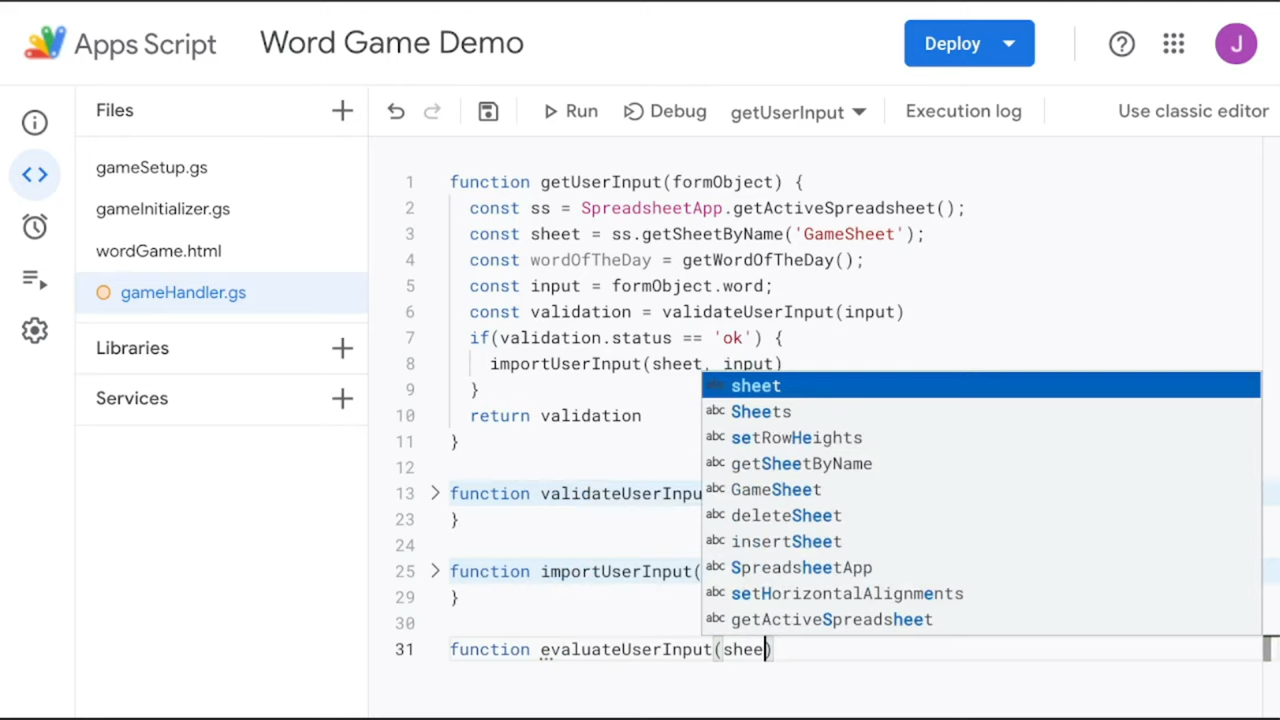 Apps Script
Word Game Demo
Deploy
J
Files
Run
Debug
getUserInput
Execution log
Use classic editor
gameSetup.gs
gameInitializer.gs
wordGame.html
gameHandler.gs
Libraries
Services
1 function getUserInput(formObject) {
2 const ss = SpreadsheetApp.getActiveSpreadsheet();
3 const sheet = ss.getSheetByName('GameSheet');
4 const wordOfTheDay = getWordOfTheDay();
5 const input = formObject.word;
6 const validation = validateUserInput(input)
7 if(validation.status == 'ok') {
8 importUserInput(sheet, input)
9 }
10 return validation
11 }
12
13 function validateUserInpu
23 }
24
25 function importUserInput(
29 }
30
31 function evaluateUserInput(shee)
abc sheet
abc Sheets
abc setRowHeights
abc getSheetByName
abc GameSheet
abc deleteSheet
abc insertSheet
abc SpreadsheetApp
abc setHorizontalAlignments
abc getActiveSpreadsheet